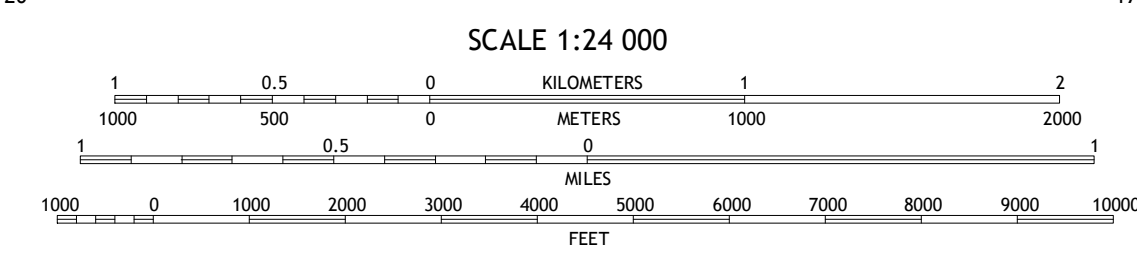 SCALE 1:24 000
1 0.5 0 KILOMETERS 1 2
1000 500 0 METERS 1000 2000
1 0.5 0 1
MILES
1000 0 1000 2000 3000 4000 5000 6000 7000 8000 9000 10000
FEET